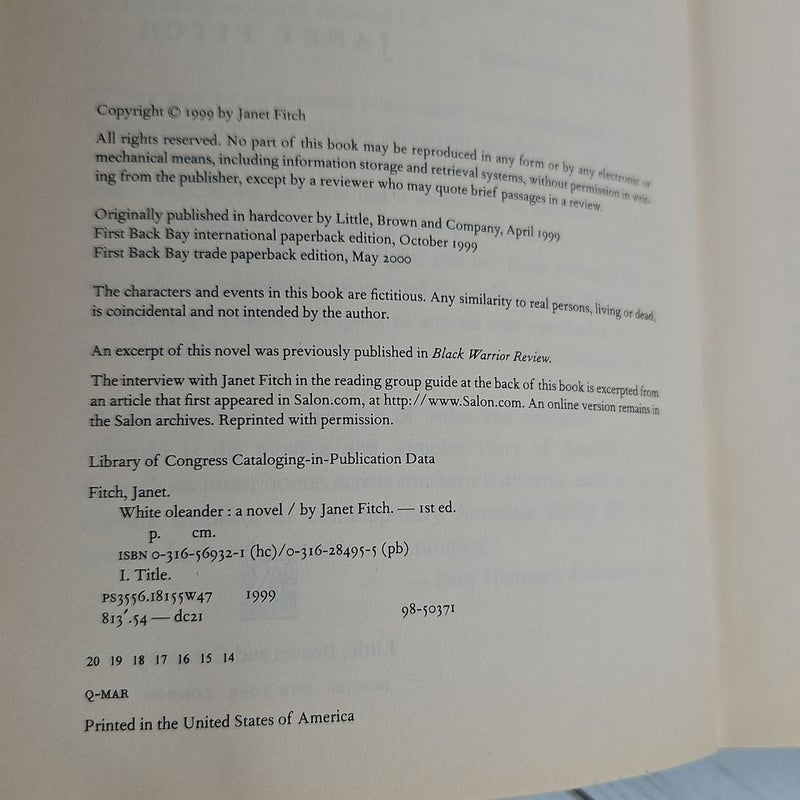 JANET FITCH
Copyright © 1999 by Janet Fitch
All rights reserved. No part of this book may be reproduced in any form or by any electronic or
mechanical means, including information storage and retrieval systems, without permission in writ-
ing from the publisher, except by a reviewer who may quote brief passages in a review.
Originally published in hardcover by Little, Brown and Company, April 1999
First Back Bay international paperback edition, October 1999
First Back Bay trade paperback edition, May 2000
The characters and events in this book are fictitious. Any similarity to real persons, living or dead,
is coincidental and not intended by the author.
An excerpt of this novel was previously published in Black Warrior Review.
The interview with Janet Fitch in the reading group guide at the back of this book is excerpted from
an article that first appeared in Salon.com, at http://www.Salon.com. An online version remains in
the Salon archives. Reprinted with permission.
Library of Congress Cataloging-in-Publication Data
Fitch, Janet.
White oleander : a novel / by Janet Fitch. — 1st ed.
p. cm.
ISBN 0-316-56932-1 (hc)/0-316-28495-5 (pb)
I. Title.
PS3556.I8155W47 1999
813'.54 — dc21 98-50371
20 19 18 17 16 15 14
Q-MAR
Printed in the United States of America